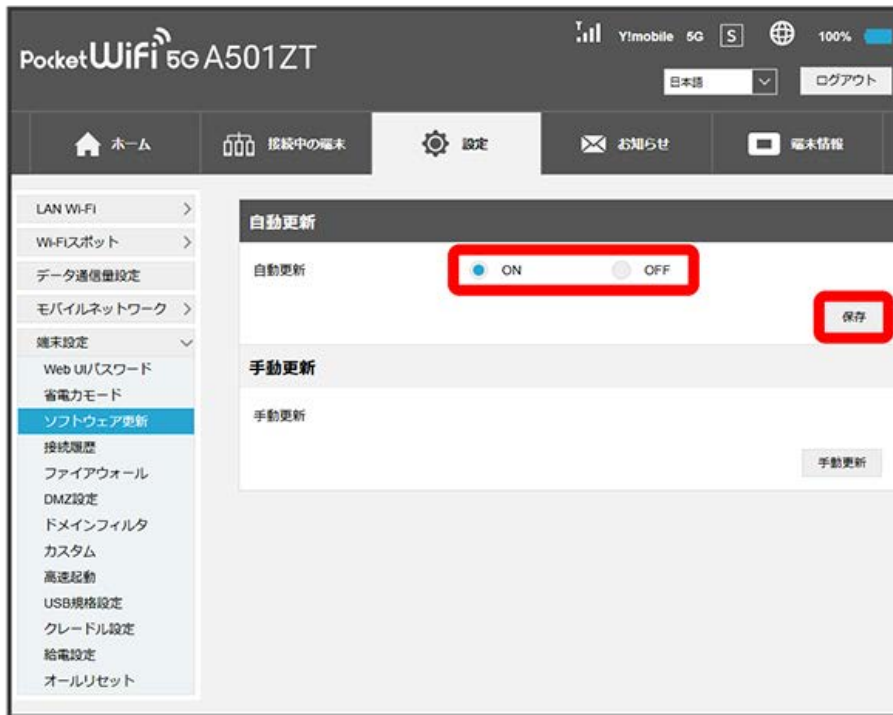 Pocket WiFi 5G A501ZT
Y!mobile 5G S 100%
日本語 ログアウト
ホーム 接続中の端末 設定 お知らせ 端末情報
LAN Wi-Fi
Wi-Fiスポット
データ通信量設定
モバイルネットワーク
端末設定
Web UIパスワード
省電力モード
ソフトウェア更新
接続履歴
ファイアウォール
DMZ設定
ドメインフィルタ
カスタム
高速起動
USB規格設定
クレードル設定
給電設定
オールリセット
自動更新
自動更新 ON OFF
保存
手動更新
手動更新
手動更新